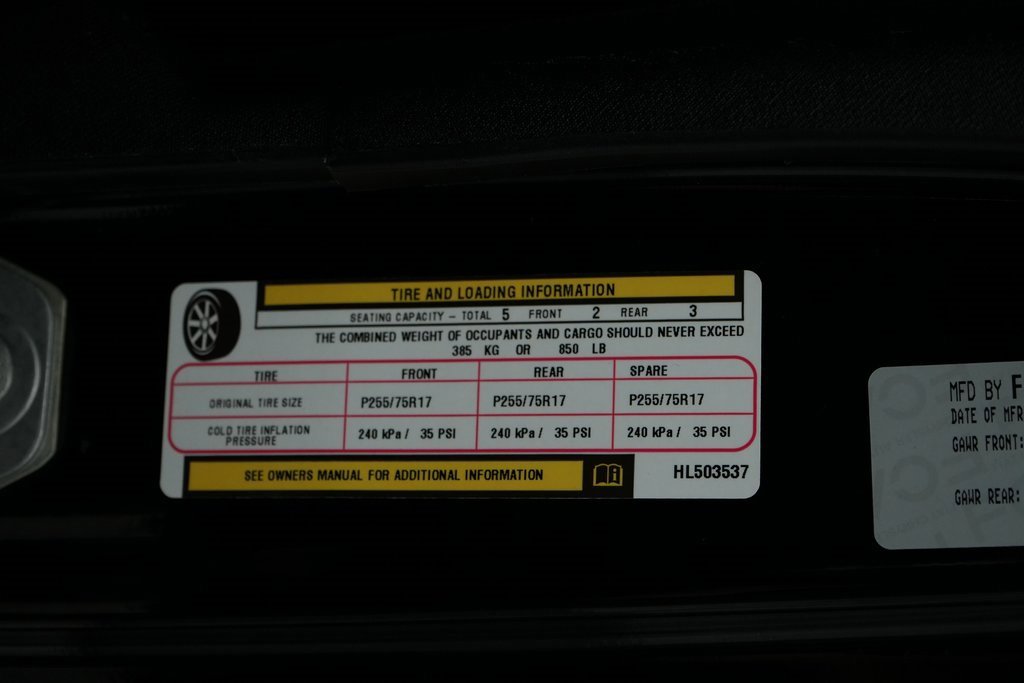 TIRE AND LOADING INFORMATION
SEATING CAPACITY – TOTAL 5 FRONT 2 REAR 3
THE COMBINED WEIGHT OF OCCUPANTS AND CARGO SHOULD NEVER EXCEED
385 KG OR 850 LB
TIRE FRONT REAR SPARE
ORIGINAL TIRE SIZE P255/75R17 P255/75R17 P255/75R17
COLD TIRE INFLATION PRESSURE 240 kPa / 35 PSI 240 kPa / 35 PSI 240 kPa / 35 PSI
SEE OWNERS MANUAL FOR ADDITIONAL INFORMATION
HL503537
MFD BY F
DATE OF MFR
GAWR FRONT:
GAWR REAR: